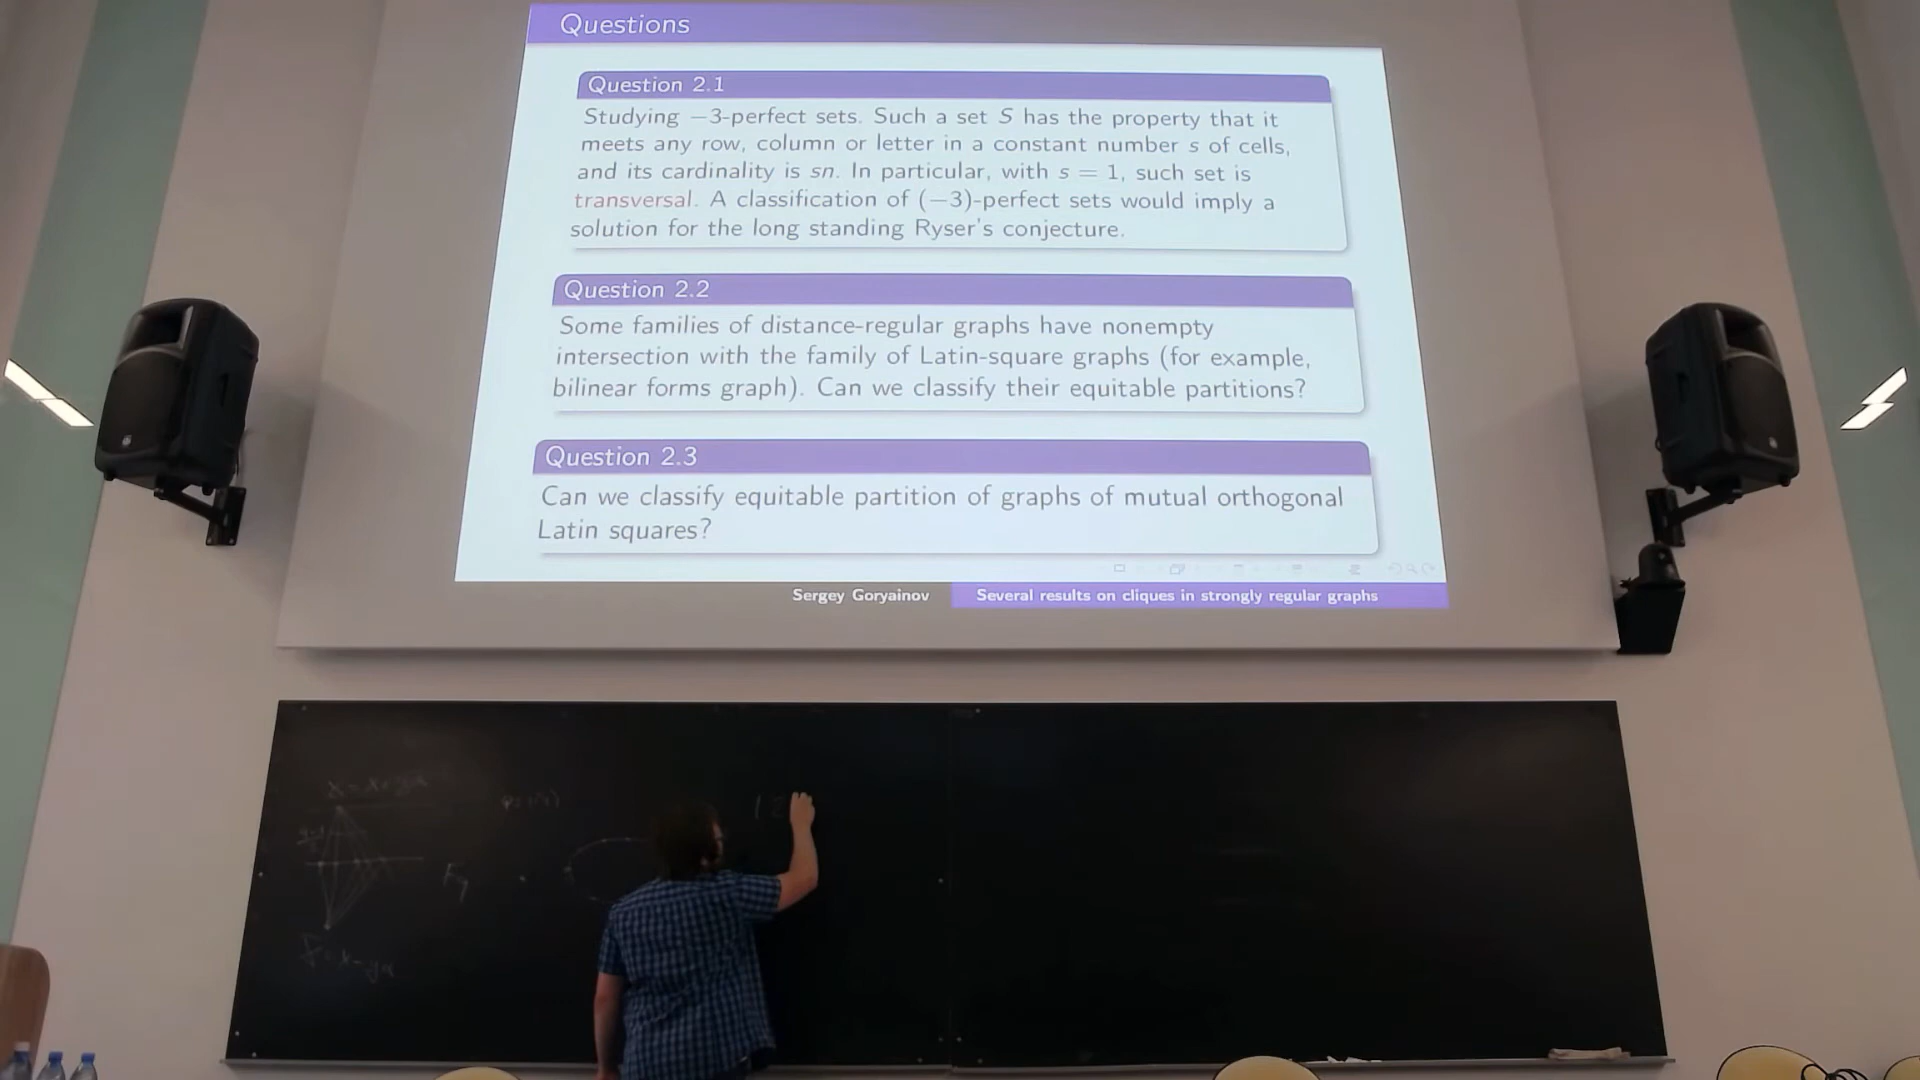 Questions
Question 2.1
Studying −3-perfect sets. Such a set S has the property that it
meets any row, column or letter in a constant number s of cells,
and its cardinality is sn. In particular, with s = 1, such set is
transversal. A classification of (−3)-perfect sets would imply a
solution for the long standing Ryser's conjecture.
Question 2.2
Some families of distance-regular graphs have nonempty
intersection with the family of Latin-square graphs (for example,
bilinear forms graph). Can we classify their equitable partitions?
Question 2.3
Can we classify equitable partition of graphs of mutual orthogonal
Latin squares?
Sergey Goryainov
Several results on cliques in strongly regular graphs